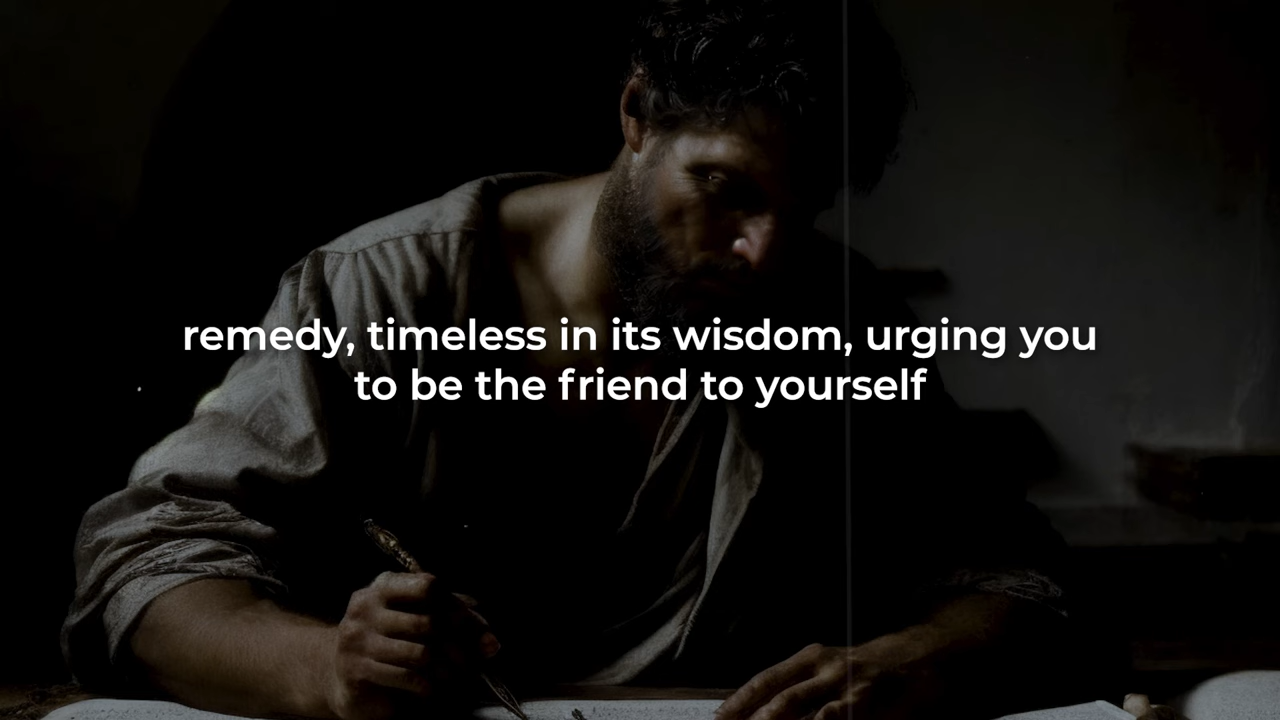 remedy, timeless in its wisdom, urging you
to be the friend to yourself